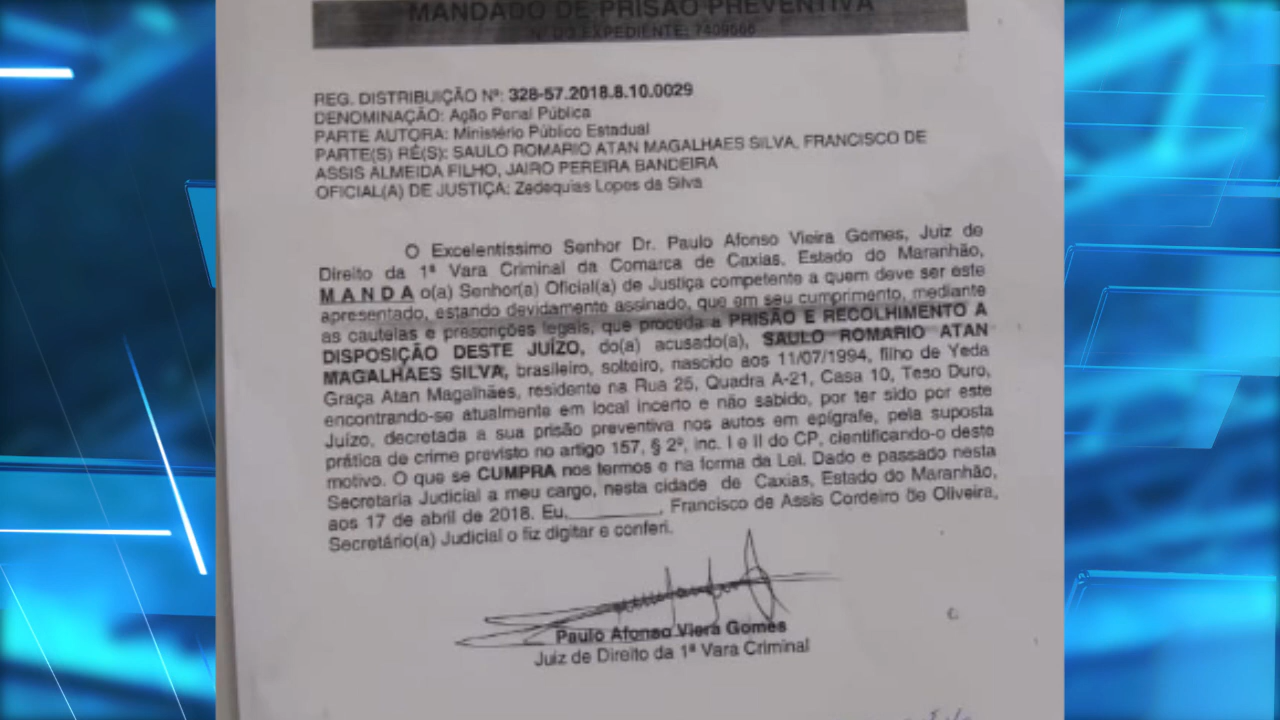 MANDADO DE PRISÃO PREVENTIVA
Nº DO EXPEDIENTE: 7409666
REG. DISTRIBUIÇÃO Nº: 328-57.2018.8.10.0029
DENOMINAÇÃO: Ação Penal Pública
PARTE AUTORA: Ministério Público Estadual
PARTE(S) RÉ(S): SAULO ROMARIO ATAN MAGALHAES SILVA, FRANCISCO DE
ASSIS ALMEIDA FILHO, JAIRO PEREIRA BANDEIRA
OFICIAL(A) DE JUSTIÇA: Zedequias Lopes da Silva
O Excelentíssimo Senhor Dr. Paulo Afonso Vieira Gomes, Juiz de
Direito da 1ª Vara Criminal da Comarca de Caxias, Estado do Maranhão,
M A N D A o(a) Senhor(a) Oficial(a) de Justiça competente a quem deve ser este
apresentado, estando devidamente assinado, que em seu cumprimento, mediante
as cautelas e prescrições legais, que proceda a PRISÃO E RECOLHIMENTO A
DISPOSIÇÃO DESTE JUÍZO, do(a) acusado(a), SAULO ROMARIO ATAN
MAGALHAES SILVA, brasileiro, solteiro, nascido aos 11/07/1994, filho de Yeda
Graça Atan Magalhães, residente na Rua 25, Quadra A-21, Casa 10, Teso Duro,
encontrando-se atualmente em local incerto e não sabido, por ter sido por este
Juízo, decretada a sua prisão preventiva nos autos em epígrafe, pela suposta
prática de crime previsto no artigo 157, § 2º, inc. I e II do CP, cientificando-o deste
motivo. O que se CUMPRA nos termos e na forma da Lei. Dado e passado nesta
Secretaria Judicial a meu cargo, nesta cidade de Caxias, Estado do Maranhão,
aos 17 de abril de 2018. Eu,__________, Francisco de Assis Cordeiro de Oliveira,
Secretário(a) Judicial o fiz digitar e conferi.
Paulo Afonso Viera Gomes
Juiz de Direito da 1ª Vara Criminal